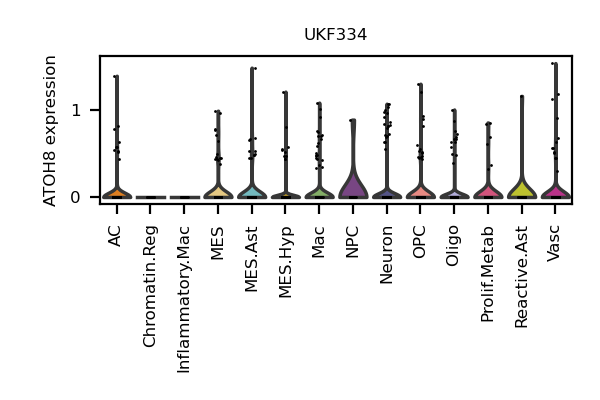 UKF334
ATOH8 expression
1
0
AC
Chromatin.Reg
Inflammatory.Mac
MES
MES.Ast
MES.Hyp
Mac
NPC
Neuron
OPC
Oligo
Prolif.Metab
Reactive.Ast
Vasc